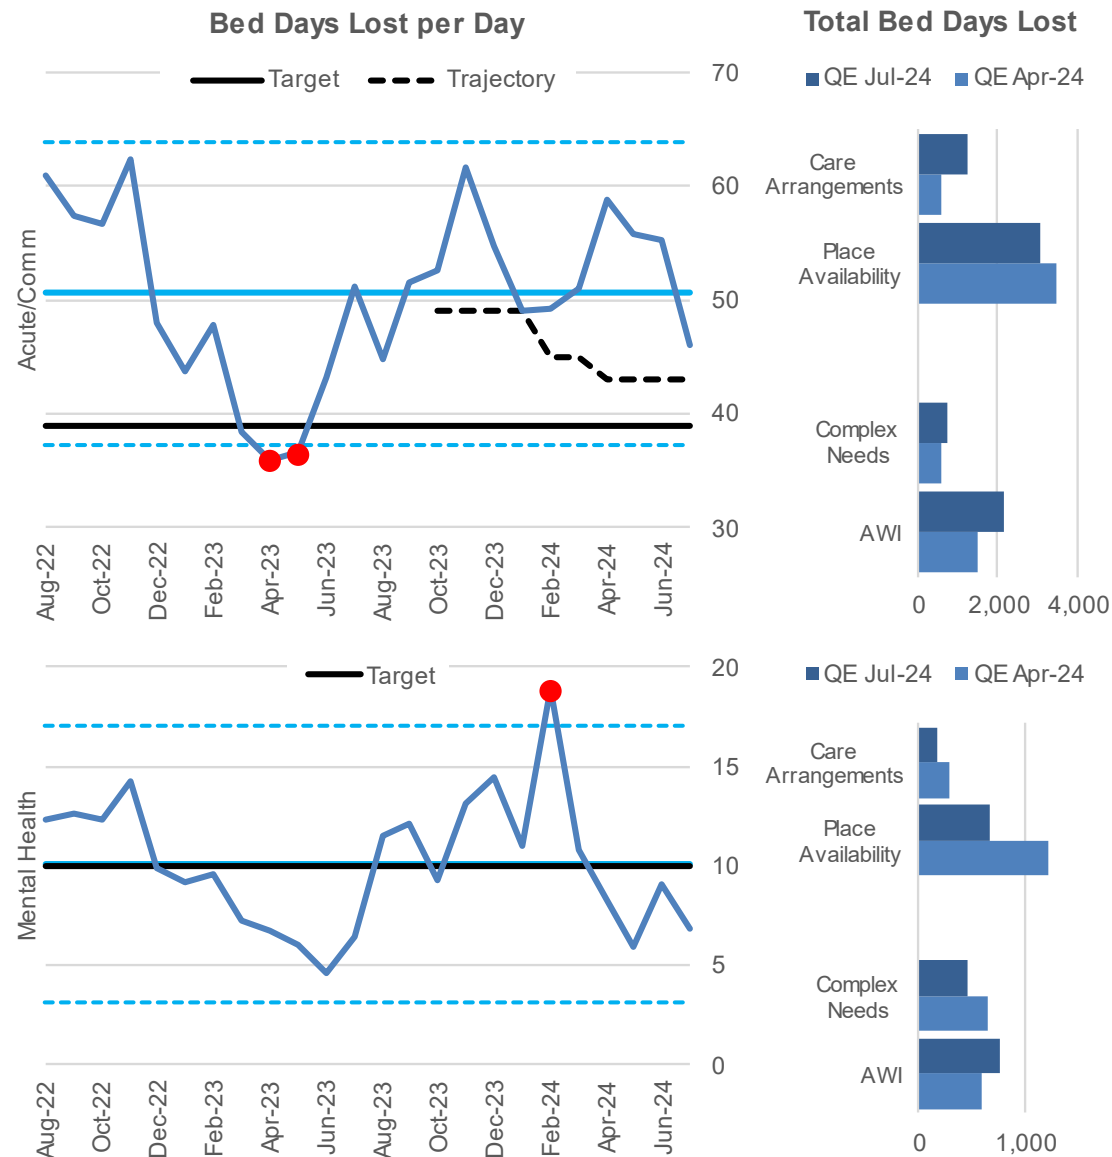 Bed Days Lost per Day
Target
Trajectory
70
60
50
40
30
Acute/Comm
Aug-22
Oct-22
Dec-22
Feb-23
Apr-23
Jun-23
Aug-23
Oct-23
Dec-23
Feb-24
Apr-24
Jun-24
Total Bed Days Lost
QE Jul-24
QE Apr-24
Care
Arrangements
Place
Availability
Complex
Needs
AWI
0
2,000
4,000
Target
20
15
10
5
0
Mental Health
Aug-22
Oct-22
Dec-22
Feb-23
Apr-23
Jun-23
Aug-23
Oct-23
Dec-23
Feb-24
Apr-24
Jun-24
QE Jul-24
QE Apr-24
Care
Arrangements
Place
Availability
Complex
Needs
AWI
0
1,000